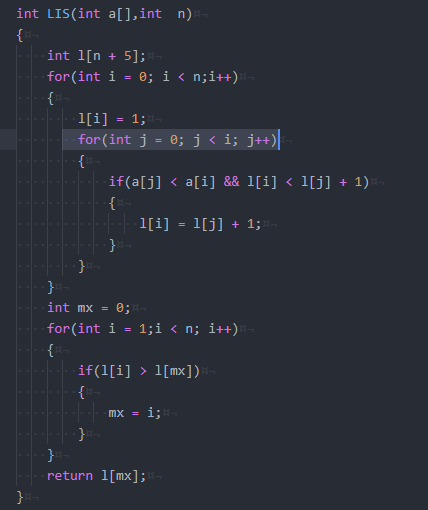 int LIS(int a[],int  n)
{
    int l[n + 5];
    for(int i = 0; i < n;i++)
    {
        l[i] = 1;
        for(int j = 0; j < i; j++)
        {
            if(a[j] < a[i] && l[i] < l[j] + 1)
            {
                l[i] = l[j] + 1;
            }
        }
    }
    int mx = 0;
    for(int i = 1;i < n; i++)
    {
        if(l[i] > l[mx])
        {
            mx = i;
        }
    }
    return l[mx];
}